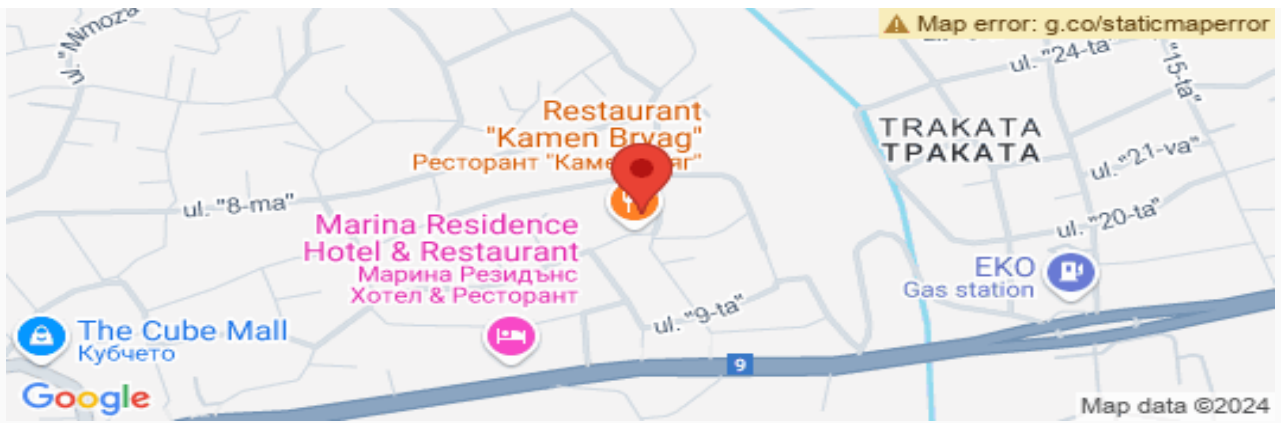 ul. "Mimoza
Map error: g.co/staticmaperror
ul. "24-ta"
"15-ta"
Restaurant
"Kamen Bryag"
Ресторант
TRAKATA
ТРАКАТА
ul. "21-va"
ul. "8-ma"
ul. "20-ta"
Marina Residence
Hotel & Restaurant
Марина Резидънс
Хотел & Ресторант
EKO
Gas station
ul. "9-ta"
The Cube Mall
Кубчето
9
Google
Map data ©2024